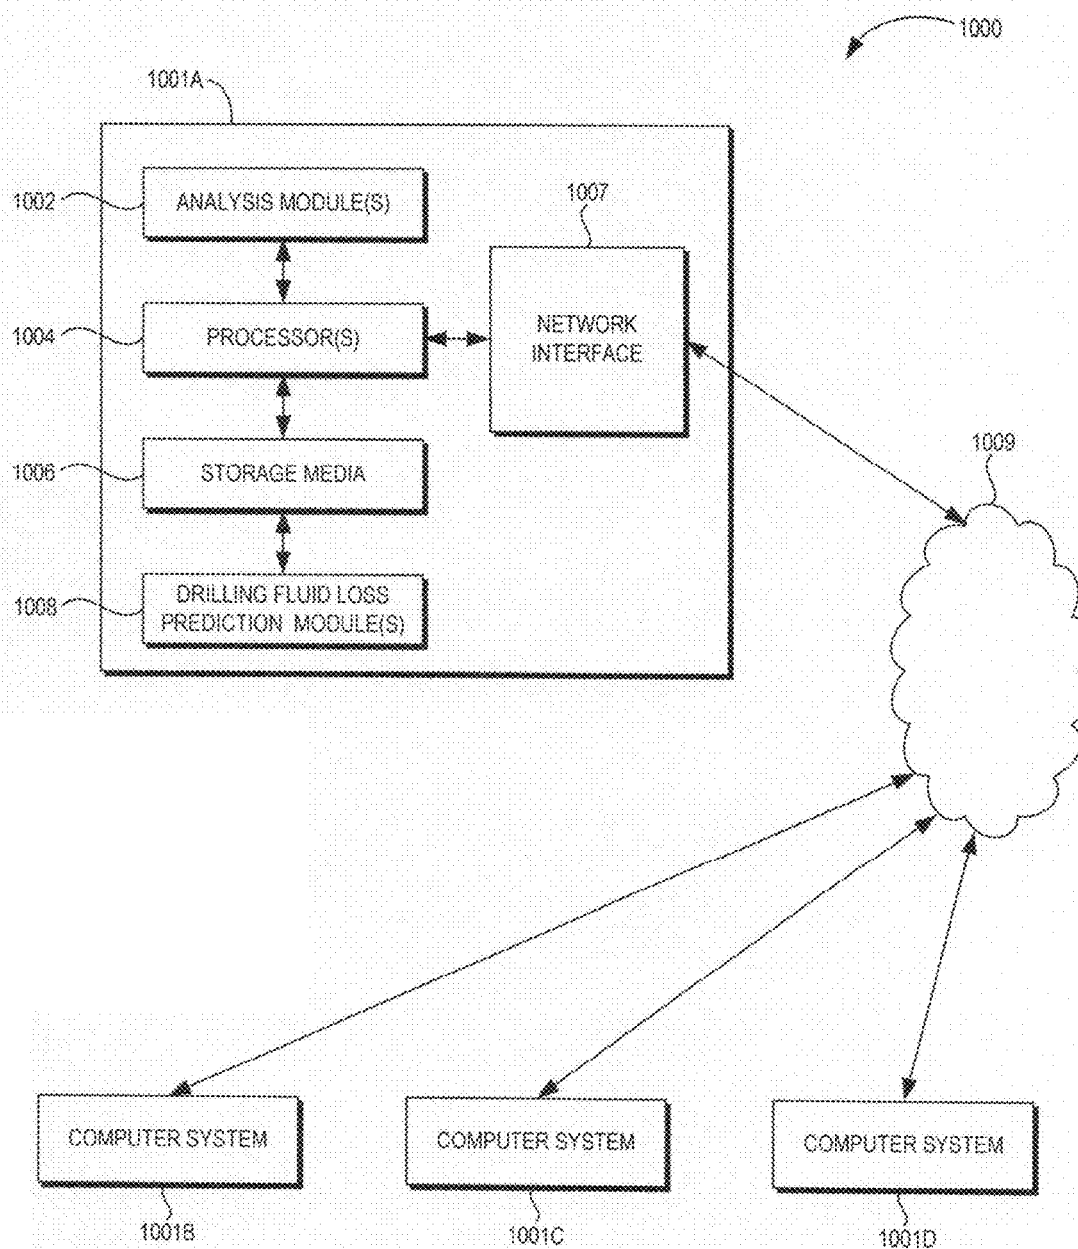 1000
1001A
1002
ANALYSIS MODULE(S)
1007
1004
PROCESSOR(S)
NETWORK
INTERFACE
1006
STORAGE MEDIA
1009
1008
DRILLING FLUID LOSS
PREDICTION MODULE(S)
COMPUTER SYSTEM
COMPUTER SYSTEM
COMPUTER SYSTEM
1001B
1001C
1001D